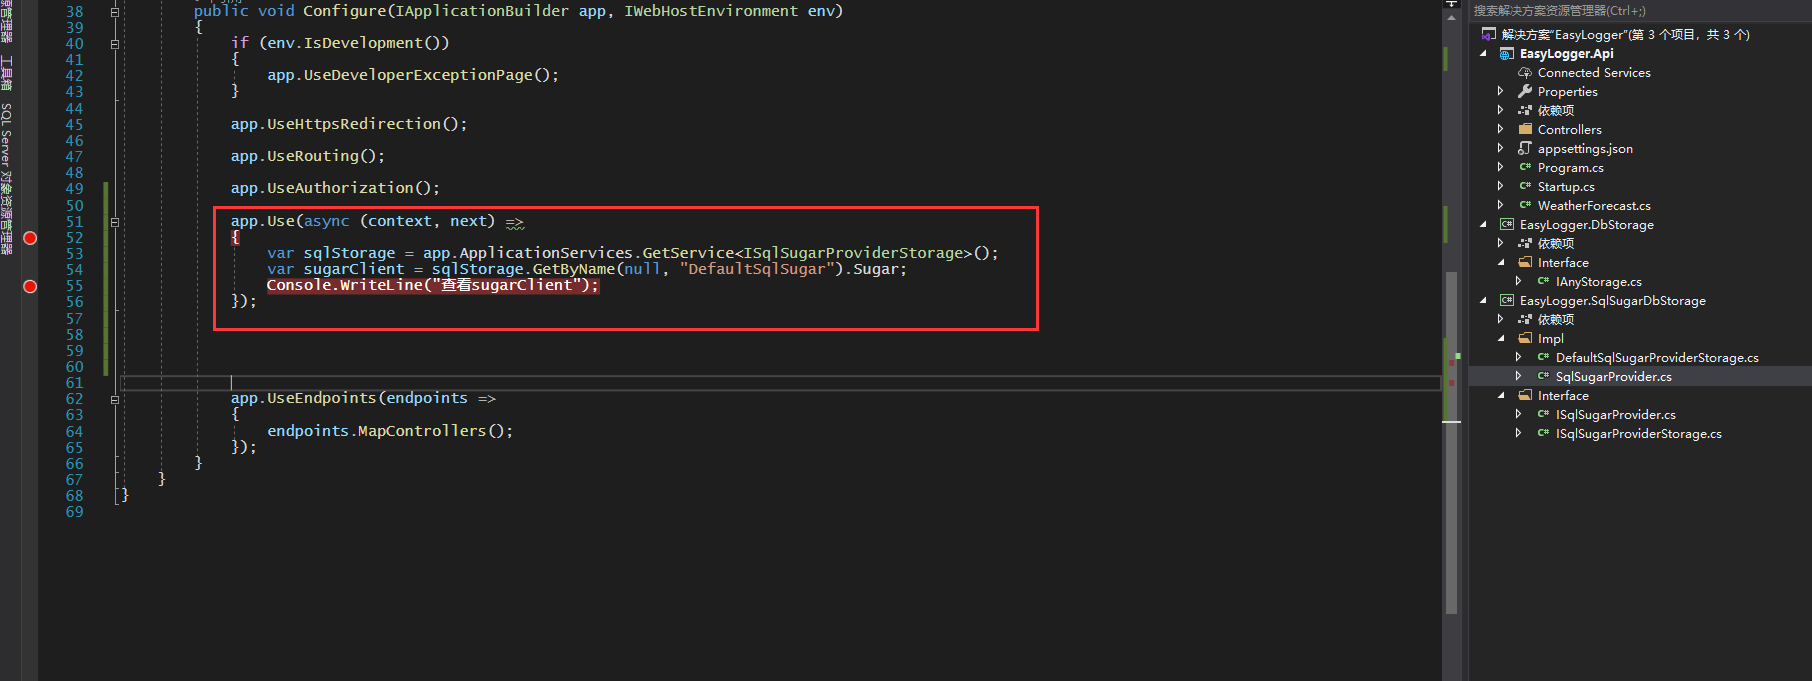 38 public void Configure(IApplicationBuilder app, IWebHostEnvironment env)
39 {
40 if (env.IsDevelopment())
41 {
42 app.UseDeveloperExceptionPage();
43 }
44
45 app.UseHttpsRedirection();
46
47 app.UseRouting();
48
49 app.UseAuthorization();
50
51 app.Use(async (context, next) =>
52 {
53 var sqlStorage = app.ApplicationServices.GetService<ISqlSugarProviderStorage>();
54 var sugarClient = sqlStorage.GetByName(null, "DefaultSqlSugar").Sugar;
55 Console.WriteLine("查看sugarClient");
56 });
57
58
59
60
61
62 app.UseEndpoints(endpoints =>
63 {
64 endpoints.MapControllers();
65 });
66 }
67 }
68 }
69
工具箱
SQL Server 对象资源管理器
搜索解决方案资源管理器(Ctrl+;)
解决方案"EasyLogger"(第 3 个项目，共 3 个)
EasyLogger.Api
Connected Services
Properties
依赖项
Controllers
appsettings.json
C# Program.cs
C# Startup.cs
C# WeatherForecast.cs
C# EasyLogger.DbStorage
依赖项
Interface
C# IAnyStorage.cs
C# EasyLogger.SqlSugarDbStorage
依赖项
Impl
C# DefaultSqlSugarProviderStorage.cs
C# SqlSugarProvider.cs
Interface
C# ISqlSugarProvider.cs
C# ISqlSugarProviderStorage.cs